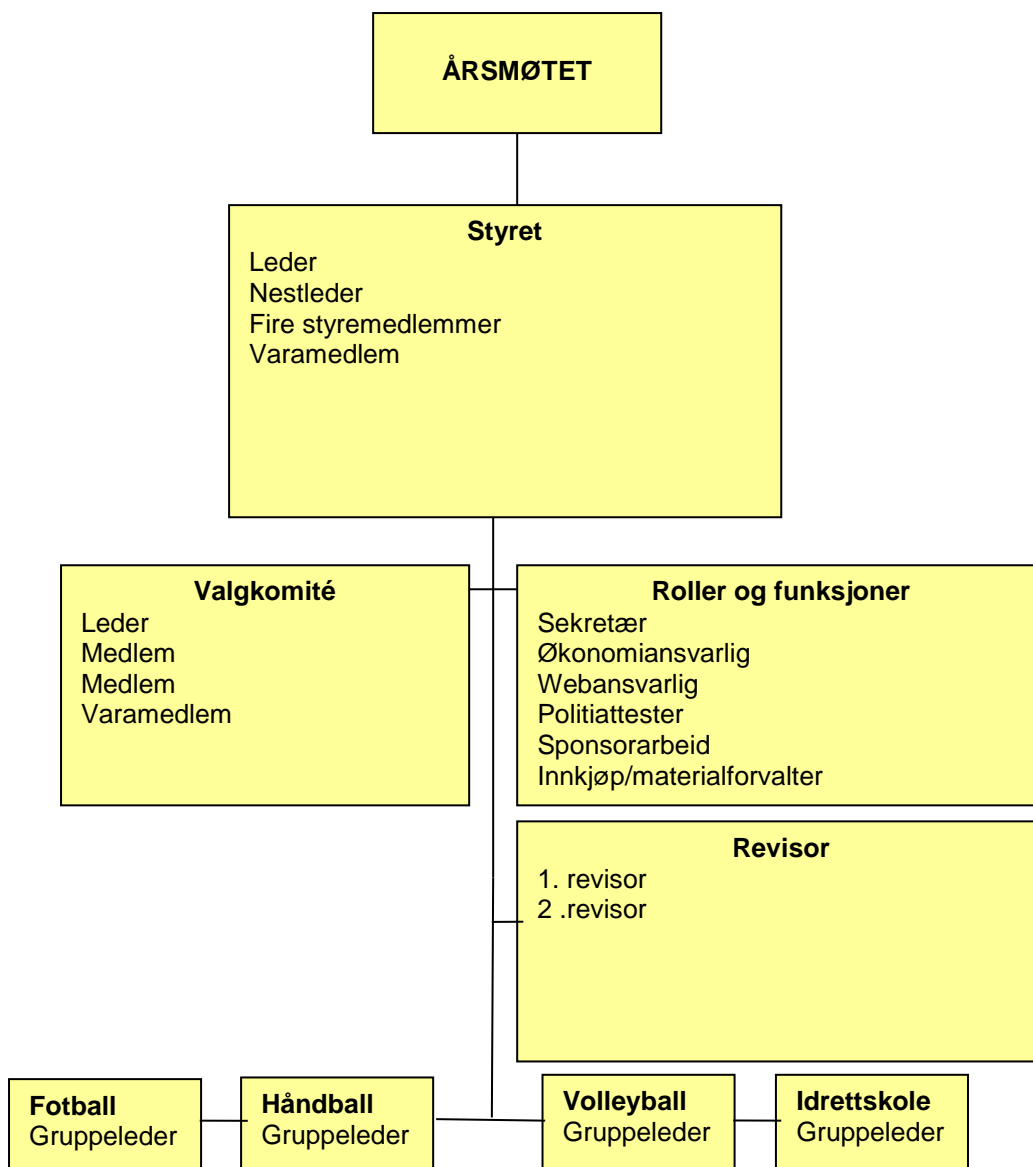 ÅRSMØTET
Styret
Leder
Nestleder
Fire styremedlemmer
Varamedlem
Valgkomité
Leder
Medlem
Medlem
Varamedlem
Roller og funksjoner
Sekretær
Økonomiansvarlig
Webansvarlig
Politiattester
Sponsorarbeid
Innkjøp/materialforvalter
Revisor
1. revisor
2 .revisor
Fotball
Gruppeleder
Håndball
Gruppeleder
Volleyball
Gruppeleder
Idrettskole
Gruppeleder